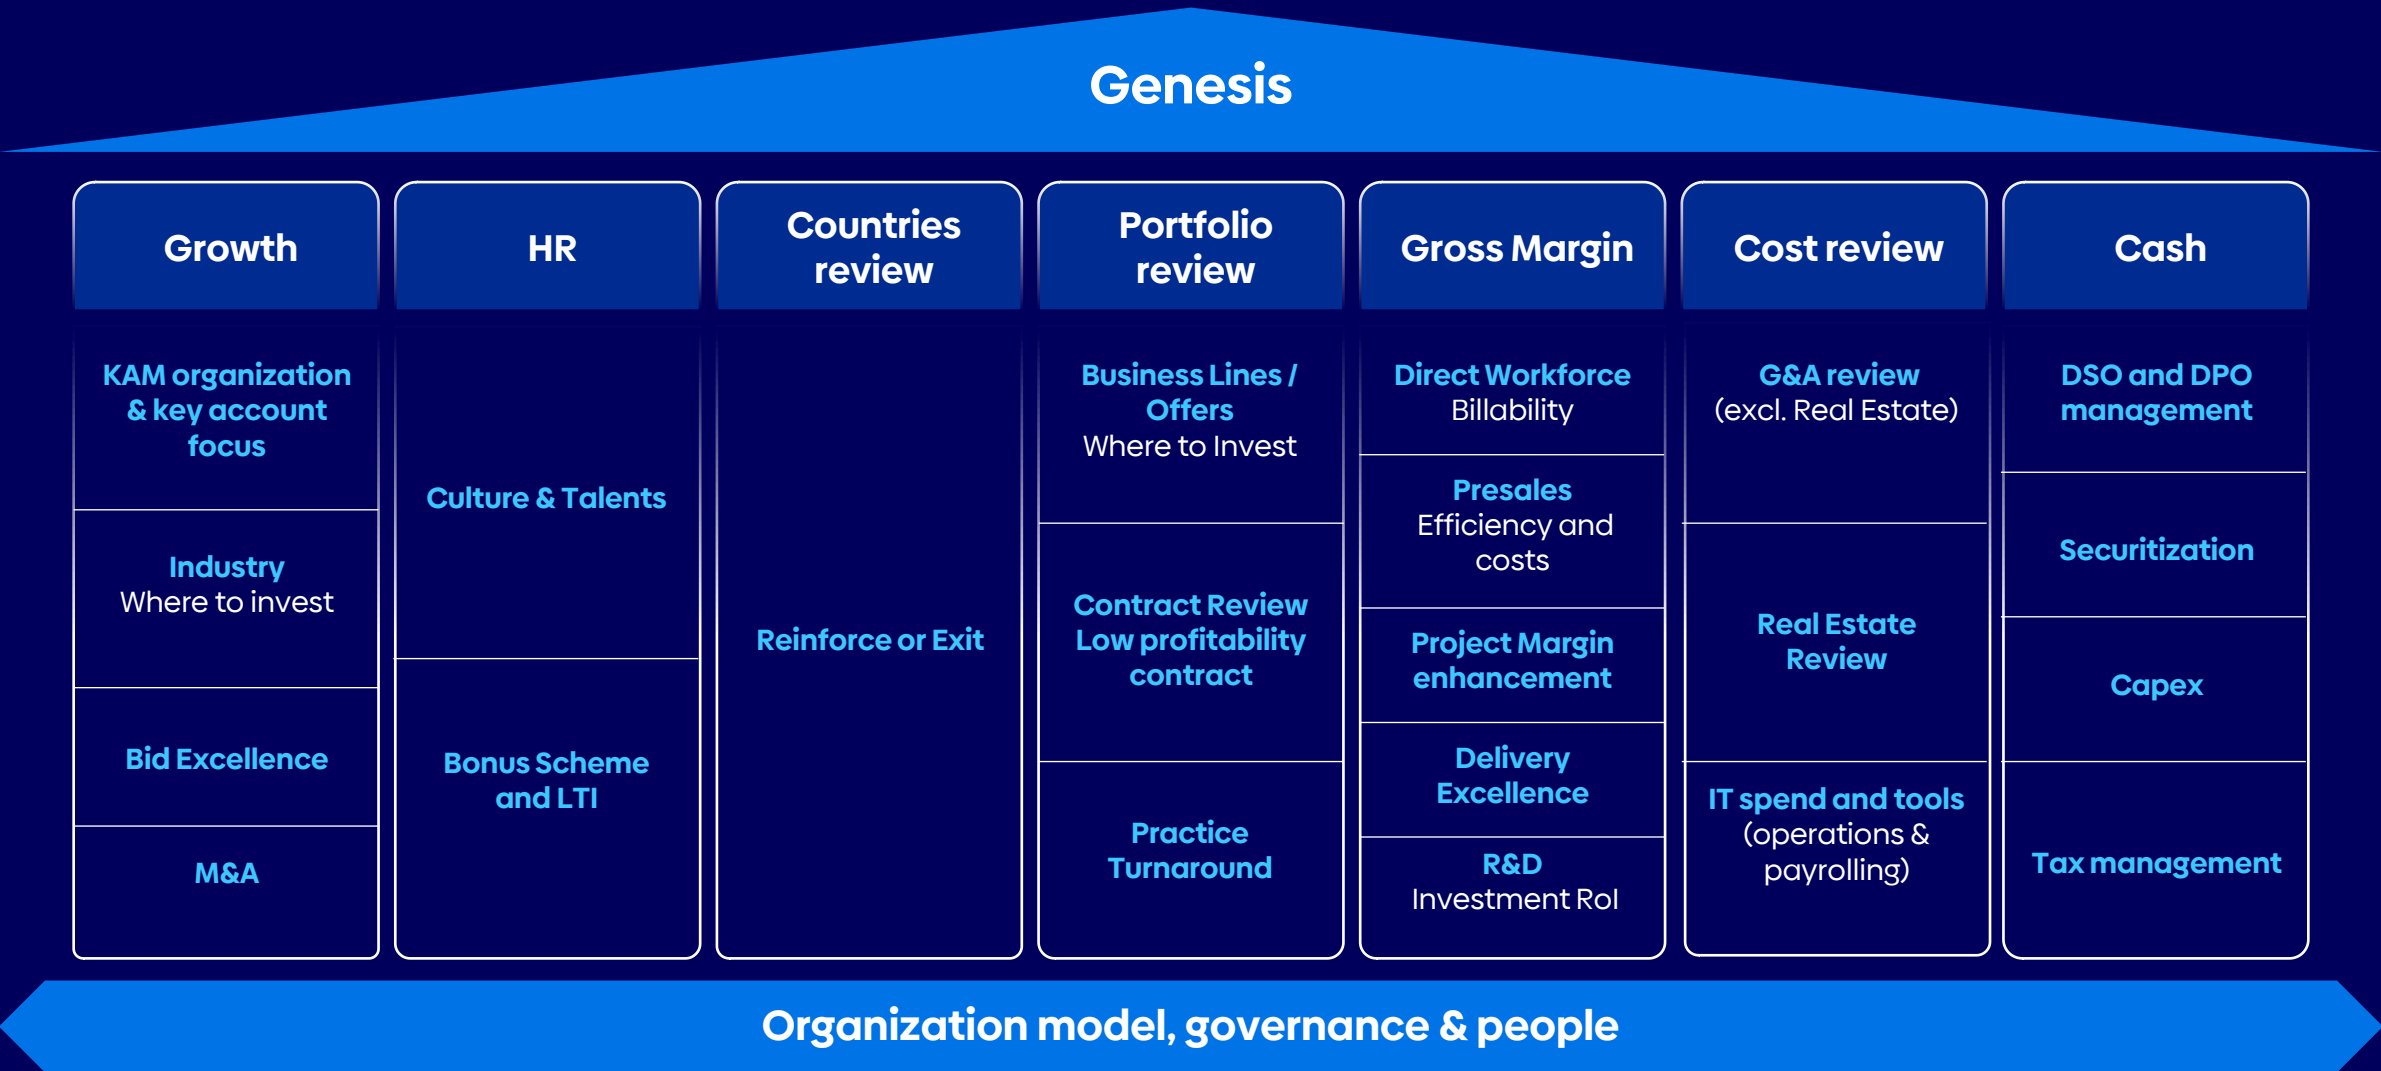 Genesis
Growth
HR
Countries
review
Portfolio
review
Gross Margin
Cost review
Cash
KAM organization
& key account
focus
Industry
Where to invest
Bid Excellence
M&A
Culture & Talents
Bonus Scheme
and LTI
Reinforce or Exit
Business Lines /
Offers
Where to Invest
Contract Review
Low profitability
contract
Practice
Turnaround
Direct Workforce
Billability
Presales
Efficiency and
costs
Project Margin
enhancement
Delivery
Excellence
R&D
Investment RoI
G&A review
(excl. Real Estate)
Real Estate
Review
IT spend and tools
(operations &
payrolling)
DSO and DPO
management
Securitization
Capex
Tax management
Organization model, governance & people